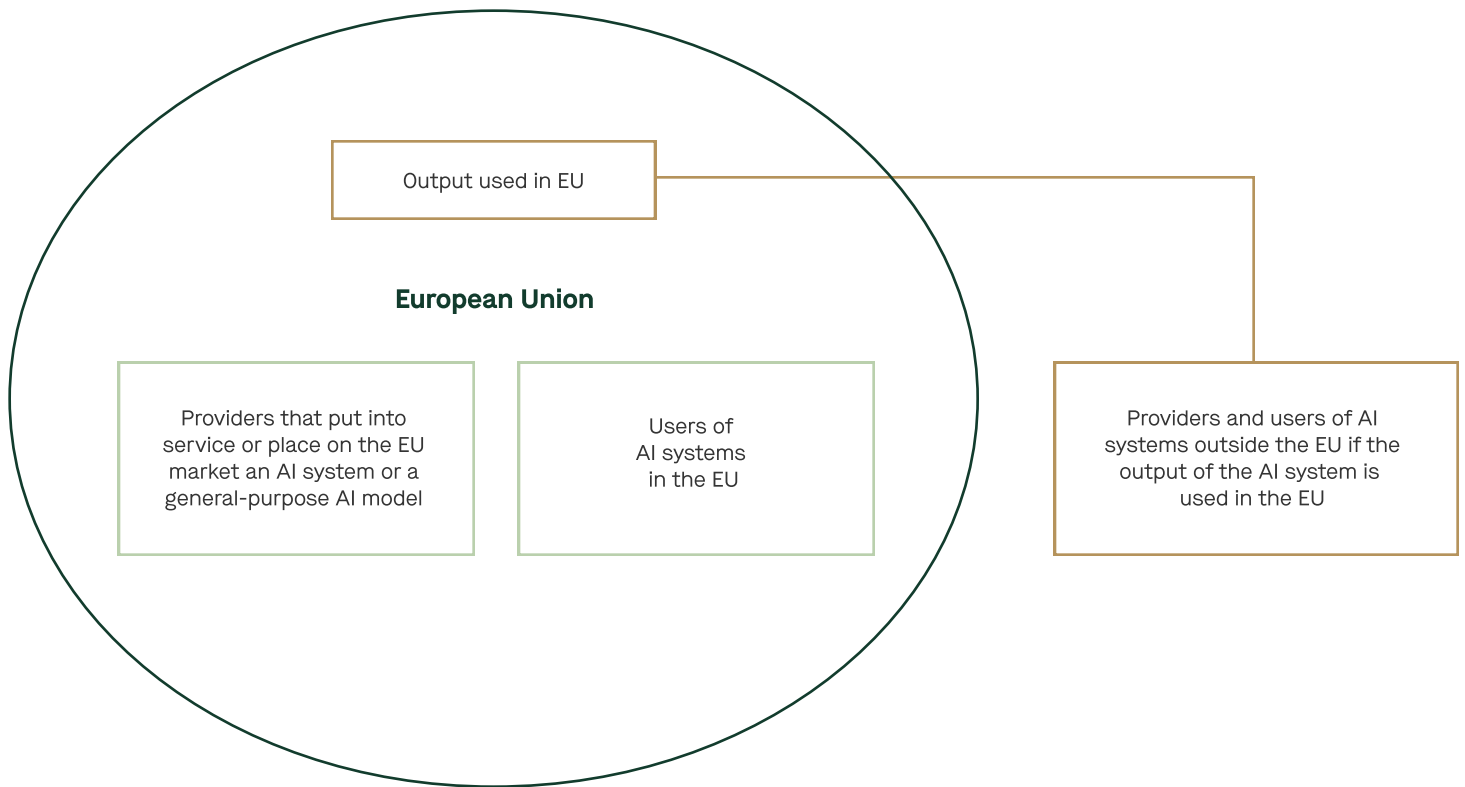 Output used in EU
European Union
Providers that put into
service or place on the EU
market an AI system or a
general-purpose AI model
Users of
AI systems
in the EU
Providers and users of AI
systems outside the EU if the
output of the AI system is
used in the EU